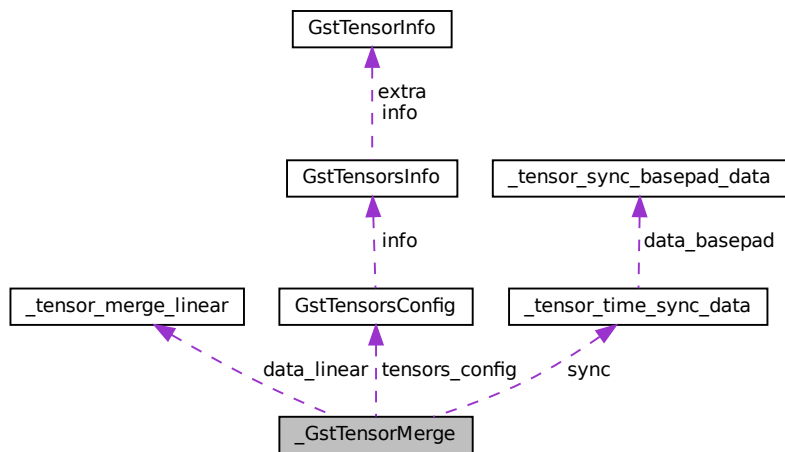 GstTensorInfo
extra
info
GstTensorsInfo
_tensor_sync_basepad_data
info
data_basepad
_tensor_merge_linear
GstTensorsConfig
_tensor_time_sync_data
data_linear
tensors_config
sync
_GstTensorMerge